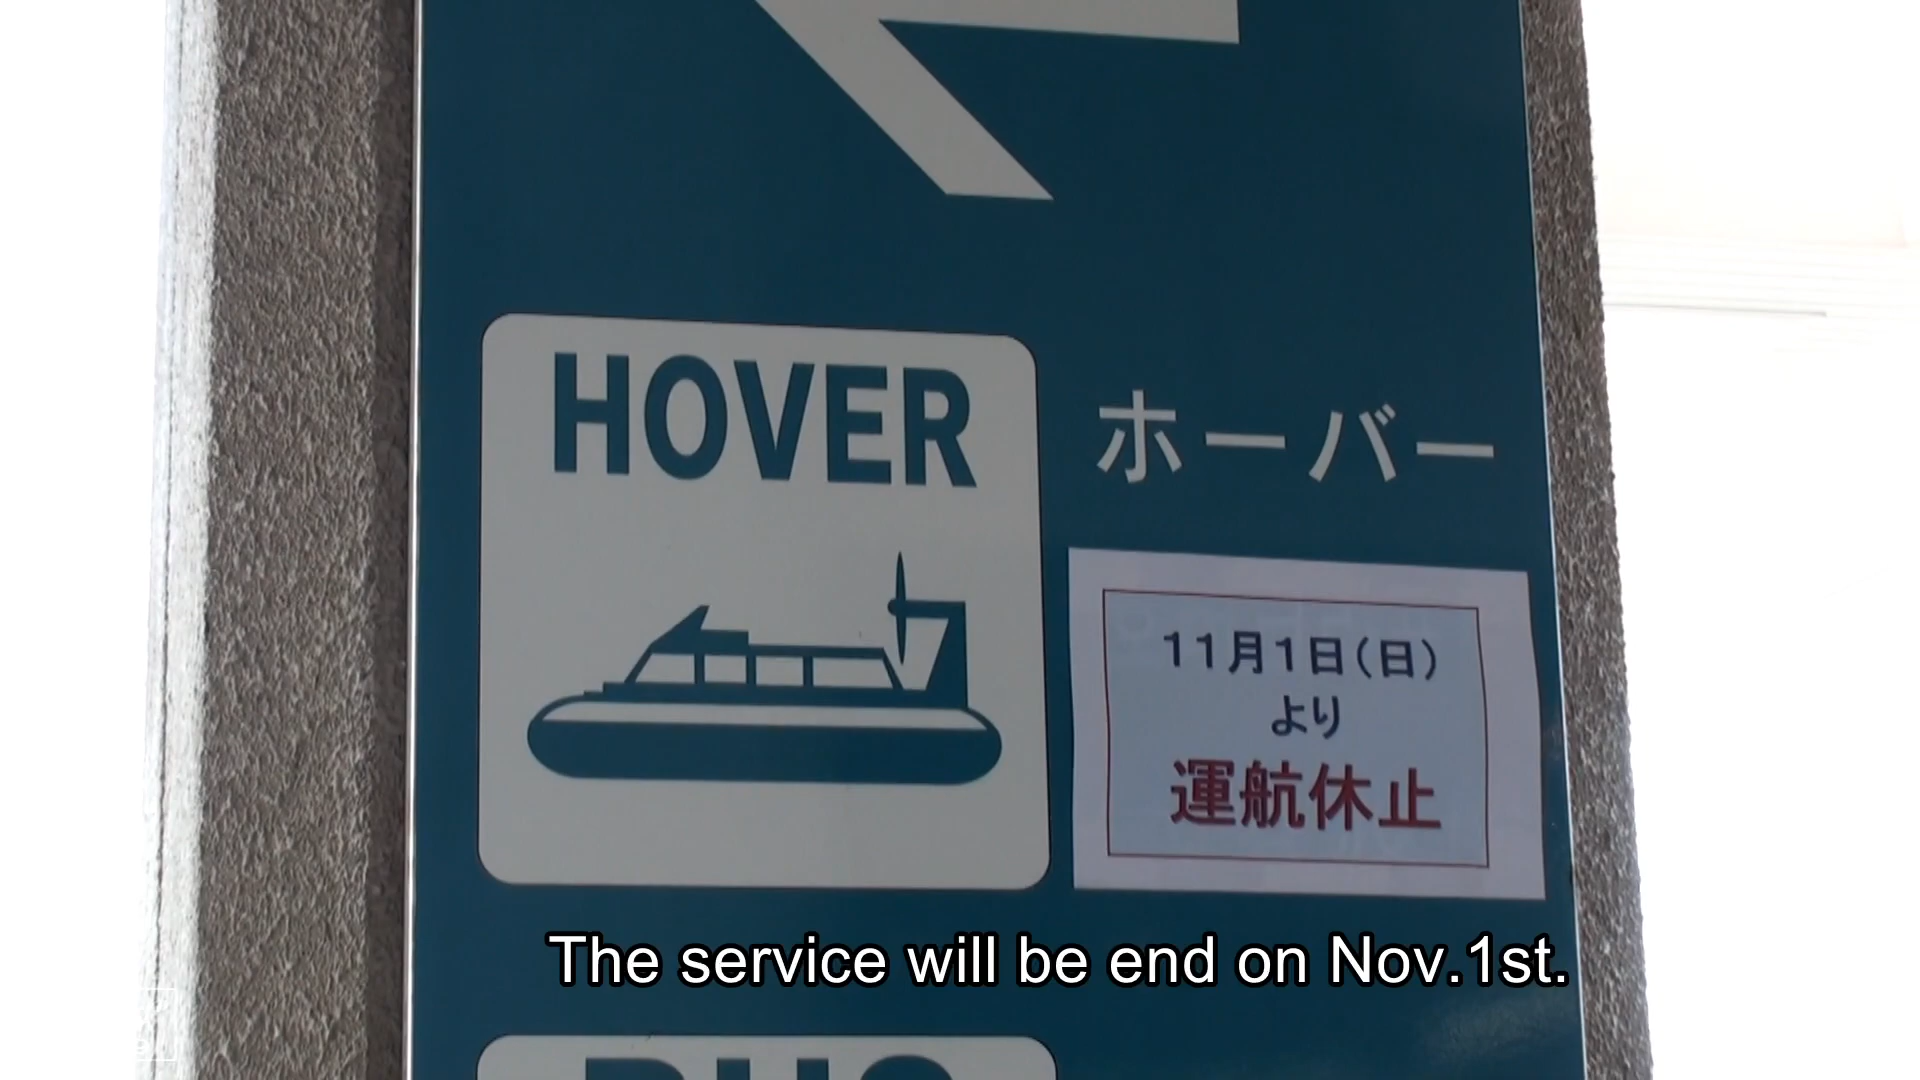 HOVER
ホーバー
11月1日(日)
より
運航休止
The service will be end on Nov.1st.
BUS